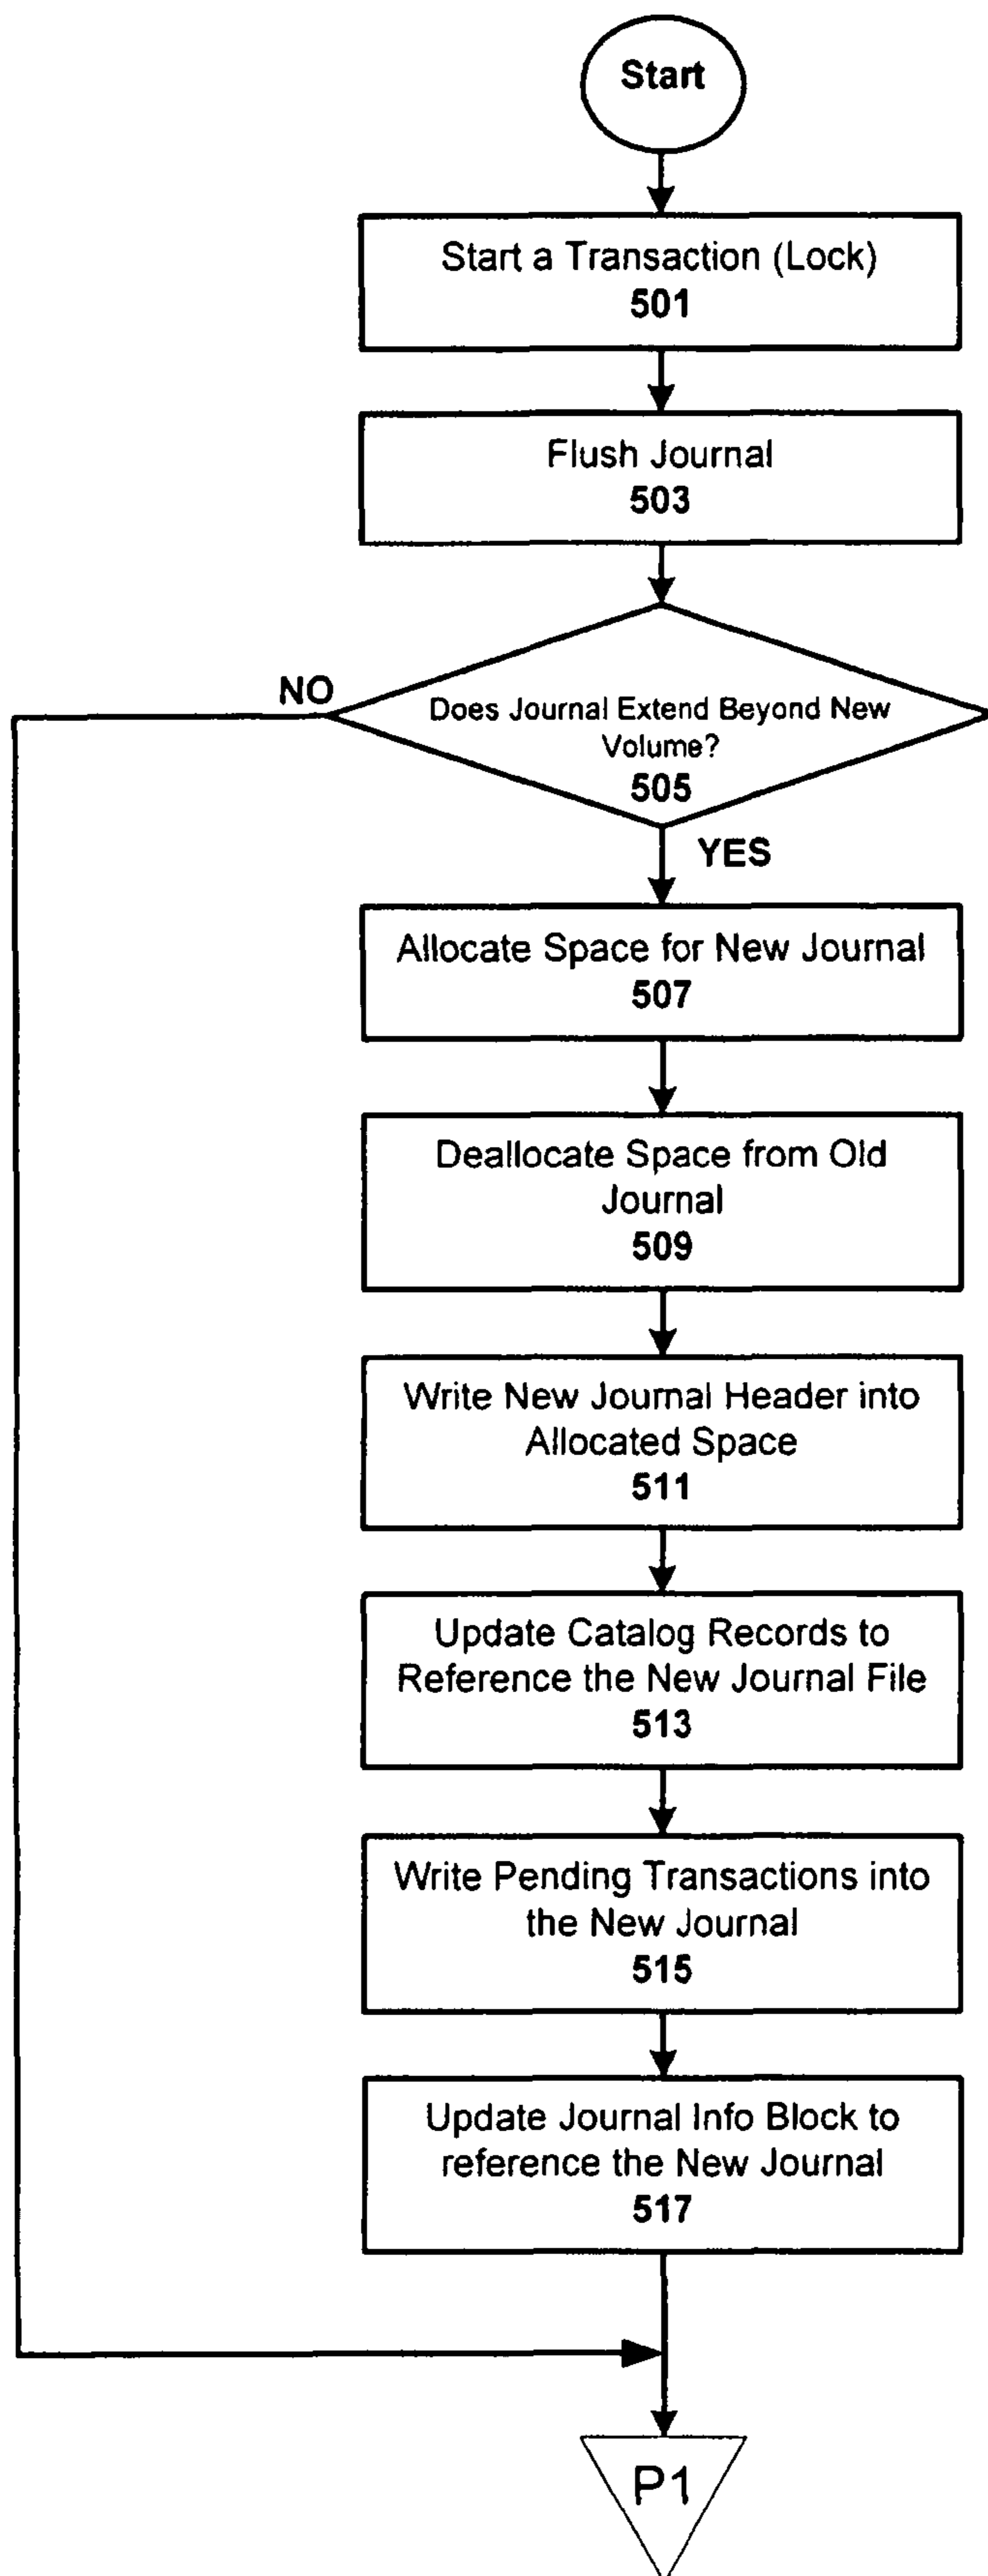 Start
Start a Transaction (Lock)
501
Flush Journal
503
NO
Does Journal Extend Beyond New
Volume?
505
YES
Allocate Space for New Journal
507
Deallocate Space from Old
Journal
509
Write New Journal Header into
Allocated Space
511
Update Catalog Records to
Reference the New Journal File
513
Write Pending Transactions into
the New Journal
515
Update Journal Info Block to
reference the New Journal
517
P1